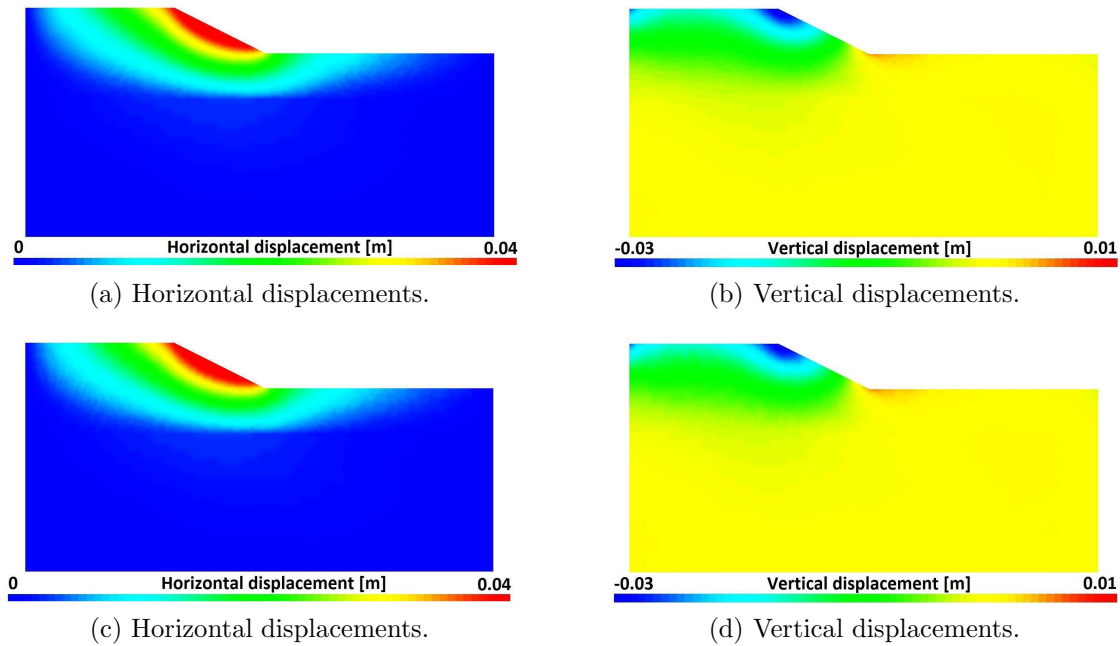 0 Horizontal displacement [m] 0.04
-0.03 Vertical displacement [m] 0.01
(a) Horizontal displacements.
(b) Vertical displacements.
0 Horizontal displacement [m] 0.04
-0.03 Vertical displacement [m] 0.01
(c) Horizontal displacements.
(d) Vertical displacements.